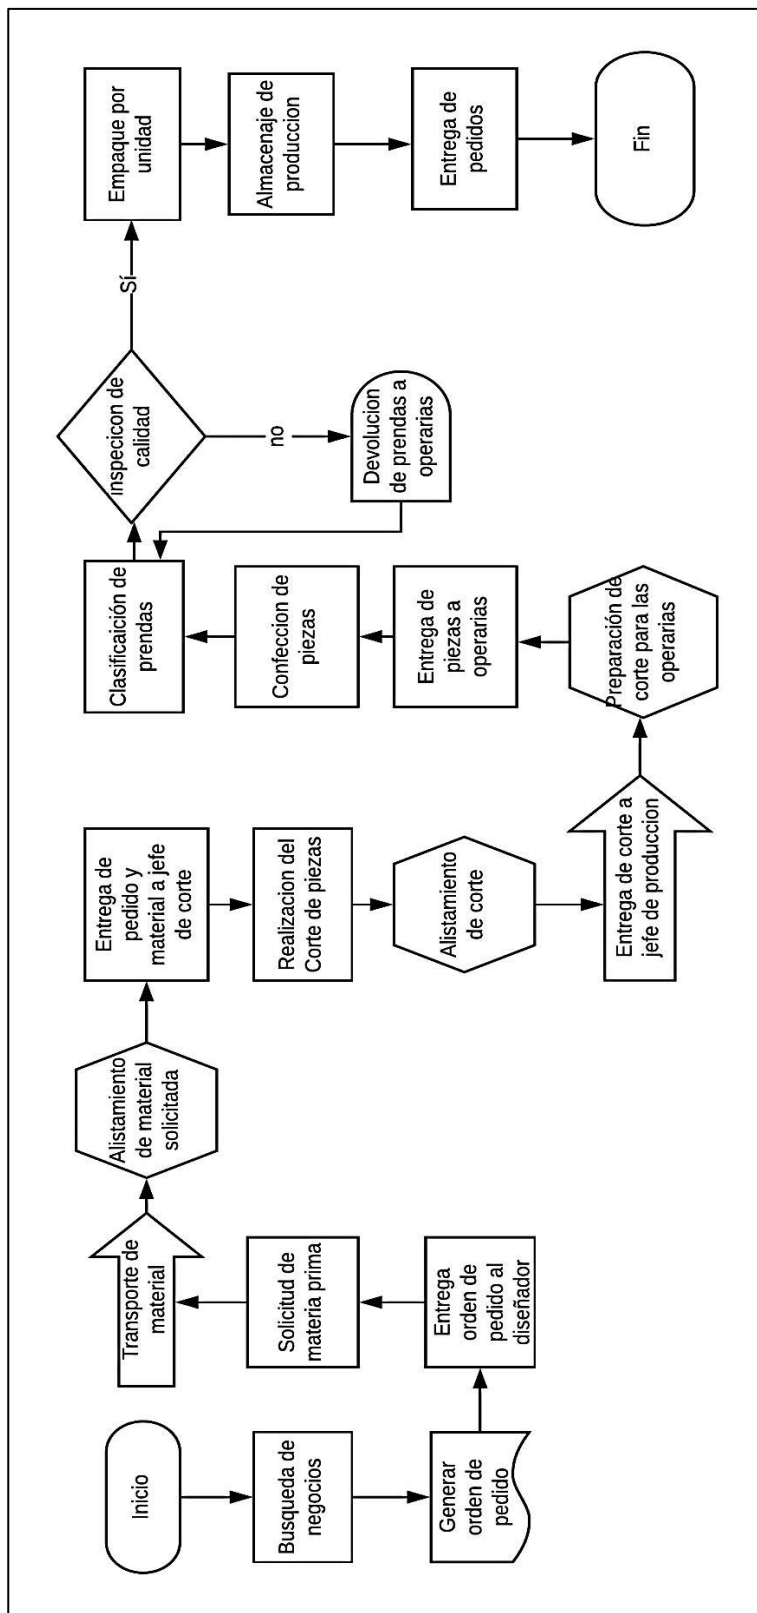 Inicio
Busqueda de
negocios
Generar
orden de
pedido
Entrega
orden de
pedido al
diseñador
Solicitud de
materia prima
Transporte de
material
Alistamiento
de material
solicitada
Entrega de
pedido y
material a jefe
de corte
Realizacion del
Corte de piezas
Alistamiento
de corte
Entrega de corte a
jefe de produccion
Preparación de
corte para las
operarias
Entrega de
piezas a
operarias
Confeccion de
piezas
Clasificaición de
prendas
inspecicon de
calidad
no
Devolucion
de prendas a
operarias
Sí
Empaque por
unidad
Almacenaje de
produccion
Entrega de
pedidos
Fin